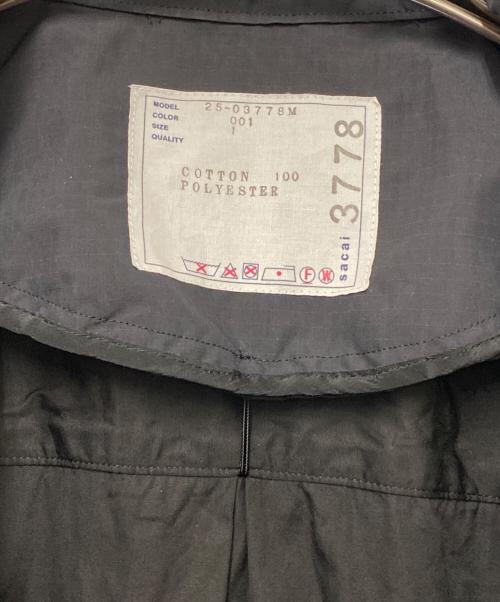 MODEL 25-03778M
COLOR 001
SIZE 1
QUALITY
COTTON 100
POLYESTER
F W
sacai 3778